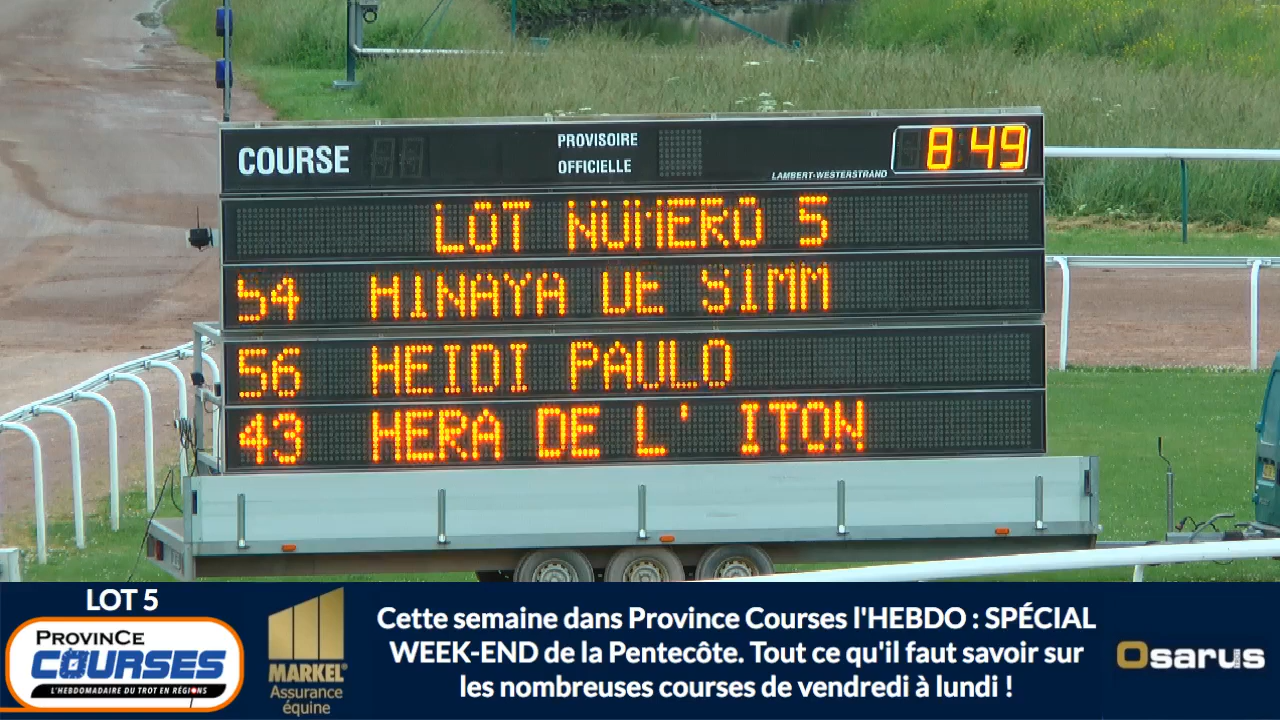 COURSE
PROVISOIRE
OFFICIELLE
8 49
LAMBERT-WESTERSTRAND
LOT NUMERO 5
54 HINAYA DE SIMM
56 HEIDI PAULO
43 HERA DE L' ITON
LOT 5
PROVINCE
COURSES
L'HEBDOMADAIRE DU TROT EN RÉGIONS
MARKEL
Assurance
équine
Cette semaine dans Province Courses l'HEBDO : SPÉCIAL
WEEK-END de la Pentecôte. Tout ce qu'il faut savoir sur
les nombreuses courses de vendredi à lundi !
Osarus